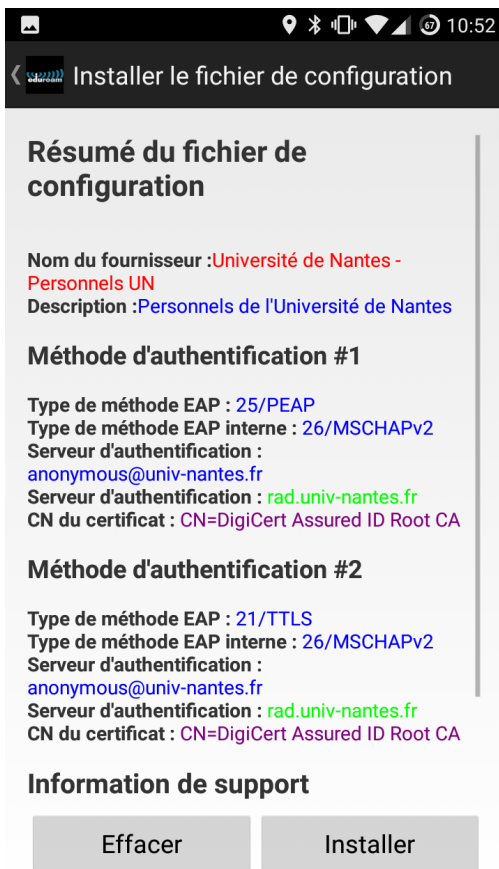 67 10:52
eduroam Installer le fichier de configuration
Résumé du fichier de
configuration
Nom du fournisseur :Université de Nantes -
Personnels UN
Description :Personnels de l'Université de Nantes
Méthode d'authentification #1
Type de méthode EAP : 25/PEAP
Type de méthode EAP interne : 26/MSCHAPv2
Serveur d'authentification :
anonymous@univ-nantes.fr
Serveur d'authentification : rad.univ-nantes.fr
CN du certificat : CN=DigiCert Assured ID Root CA
Méthode d'authentification #2
Type de méthode EAP : 21/TTLS
Type de méthode EAP interne : 26/MSCHAPv2
Serveur d'authentification :
anonymous@univ-nantes.fr
Serveur d'authentification : rad.univ-nantes.fr
CN du certificat : CN=DigiCert Assured ID Root CA
Information de support
Effacer Installer